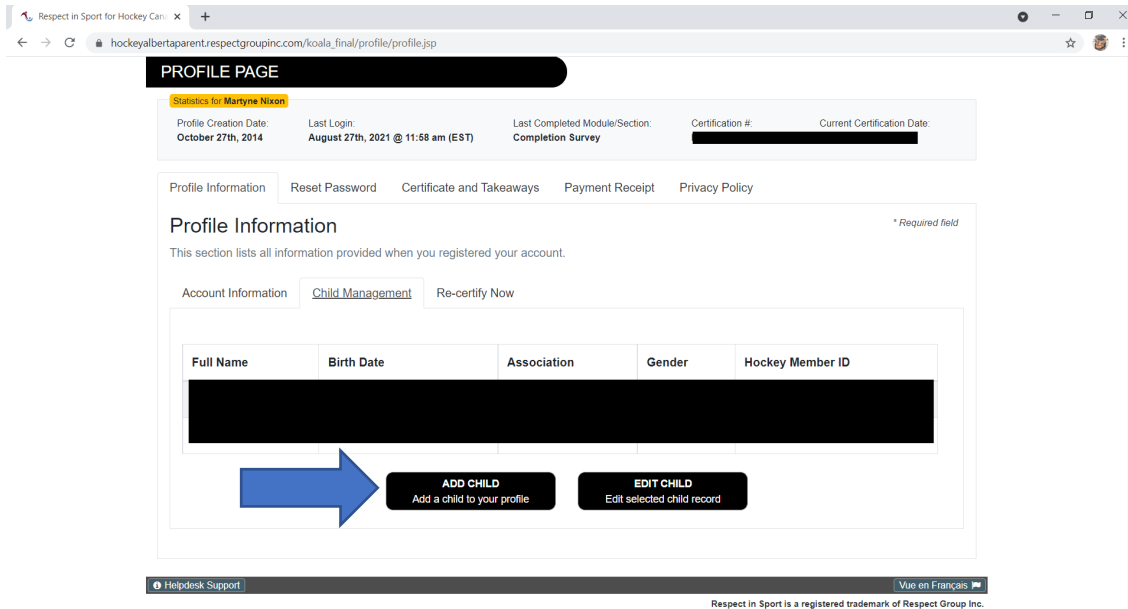 Respect in Sport for Hockey Can
hockeyalbertaparent.respectgroupinc.com/koala_final/profile/profile.jsp
PROFILE PAGE
Statistics for Martyne Nixon
Profile Creation Date: Last Login: Last Completed Module/Section: Certification #: Current Certification Date:
October 27th, 2014 August 27th, 2021 @ 11:58 am (EST) Completion Survey
Profile Information Reset Password Certificate and Takeaways Payment Receipt Privacy Policy
Profile Information * Required field
This section lists all information provided when you registered your account.
Account Information Child Management Re-certify Now
Full Name Birth Date Association Gender Hockey Member ID
ADD CHILD EDIT CHILD
Add a child to your profile Edit selected child record
Helpdesk Support Vue en Français
Respect in Sport is a registered trademark of Respect Group Inc.